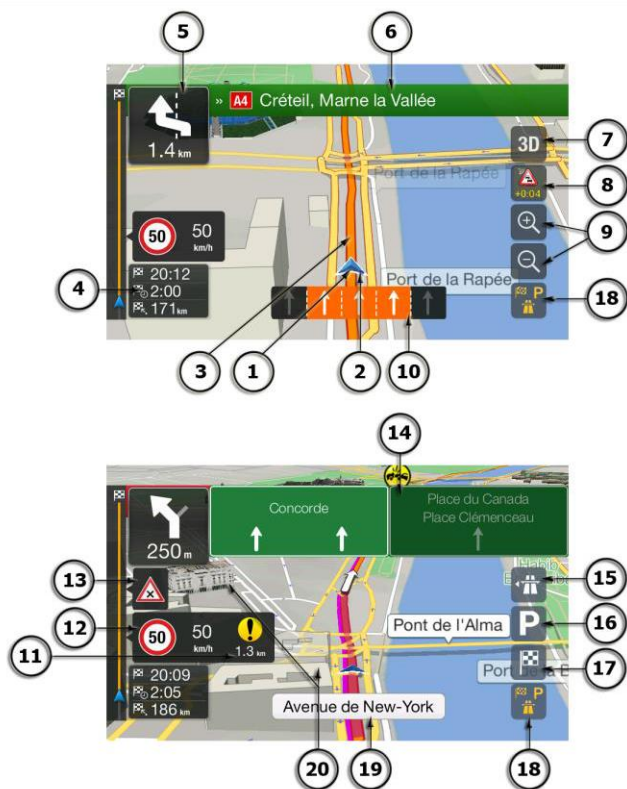 5
6
» A4 Créteil, Marne la Vallée
1.4 km
3D
7
Port de la Rapée
+0:04
8
50
50
km/h
9
4
20:12
2:00
171 km
Port de la Rapée
P
18
3
1
2
10
14
Concorde
Place du Canada
Place Clémenceau
250 m
13
15
12
50
50
km/h
1.3 km
11
Pont de l'Alma
P
16
17
20:09
2:05
186 km
Avenue de New-York
P
20
19
18